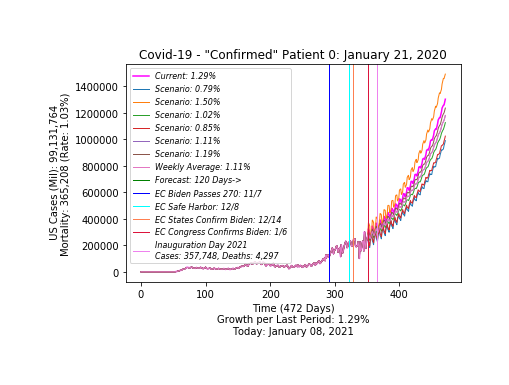 Covid-19 - "Confirmed" Patient 0: January 21, 2020
US Cases (Mil): 99,131,764
Mortality: 365,208 (Rate: 1.03%)
1400000
1200000
1000000
800000
600000
400000
200000
0
Current: 1.29%
Scenario: 0.79%
Scenario: 1.50%
Scenario: 1.02%
Scenario: 0.85%
Scenario: 1.11%
Scenario: 1.19%
Weekly Average: 1.11%
Forecast: 120 Days->
EC Biden Passes 270: 11/7
EC Safe Harbor: 12/8
EC States Confirm Biden: 12/14
EC Congress Confirms Biden: 1/6
Inauguration Day 2021
Cases: 357,748, Deaths: 4,297
0 100 200 300 400
Time (472 Days)
Growth per Last Period: 1.29%
Today: January 08, 2021